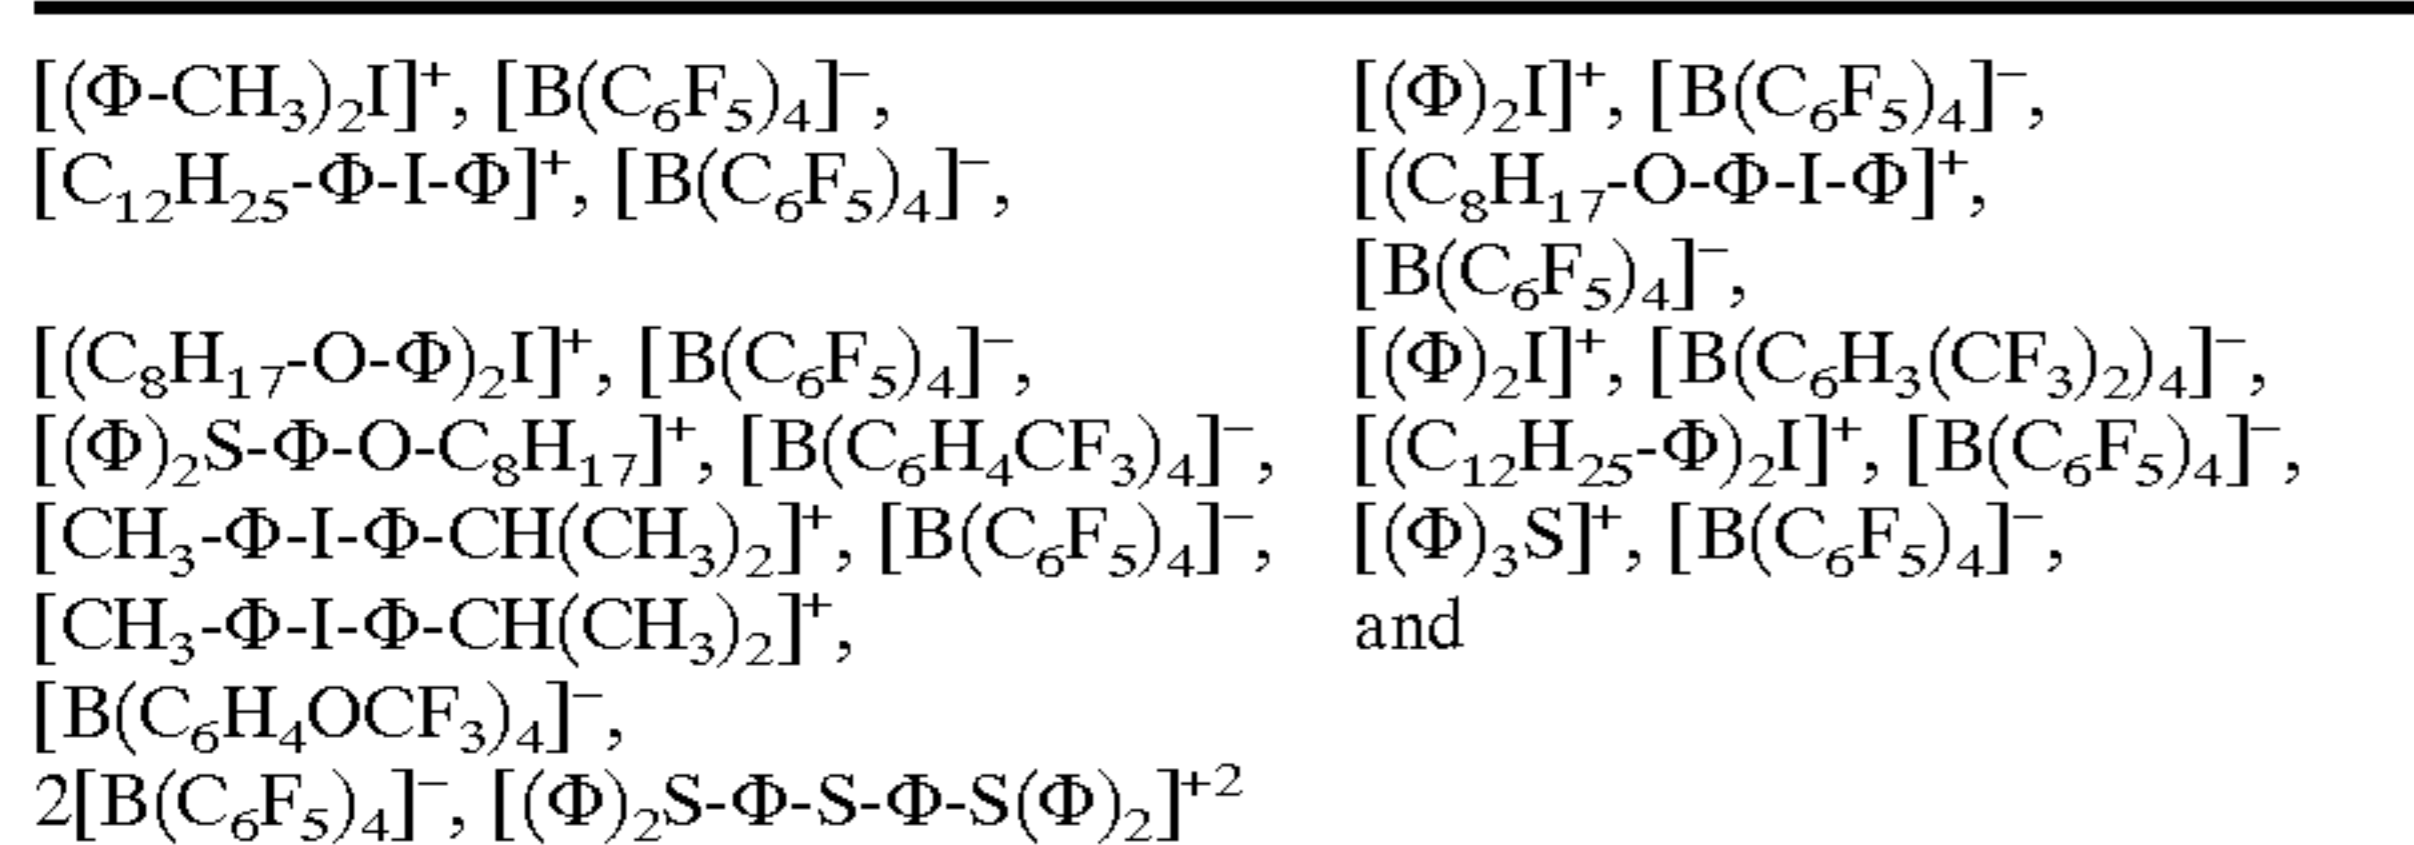 [(Φ-CH₃)₂I]⁺, [B(C₆F₅)₄]⁻, [(Φ)₂I]⁺, [B(C₆F₅)₄]⁻,
[C₁₂H₂₅-Φ-I-Φ]⁺, [B(C₆F₅)₄]⁻, [(C₈H₁₇-O-Φ-I-Φ]⁺,
[B(C₆F₅)₄]⁻,
[(C₈H₁₇-O-Φ)₂I]⁺, [B(C₆F₅)₄]⁻, [(Φ)₂I]⁺, [B(C₆H₃(CF₃)₂)₄]⁻,
[(Φ)₂S-Φ-O-C₈H₁₇]⁺, [B(C₆H₄CF₃)₄]⁻, [(C₁₂H₂₅-Φ)₂I]⁺, [B(C₆F₅)₄]⁻,
[CH₃-Φ-I-Φ-CH(CH₃)₂]⁺, [B(C₆F₅)₄]⁻, [(Φ)₃S]⁺, [B(C₆F₅)₄]⁻,
[CH₃-Φ-I-Φ-CH(CH₃)₂]⁺, and
[B(C₆H₄OCF₃)₄]⁻,
2[B(C₆F₅)₄]⁻, [(Φ)₂S-Φ-S-Φ-S(Φ)₂]⁺²